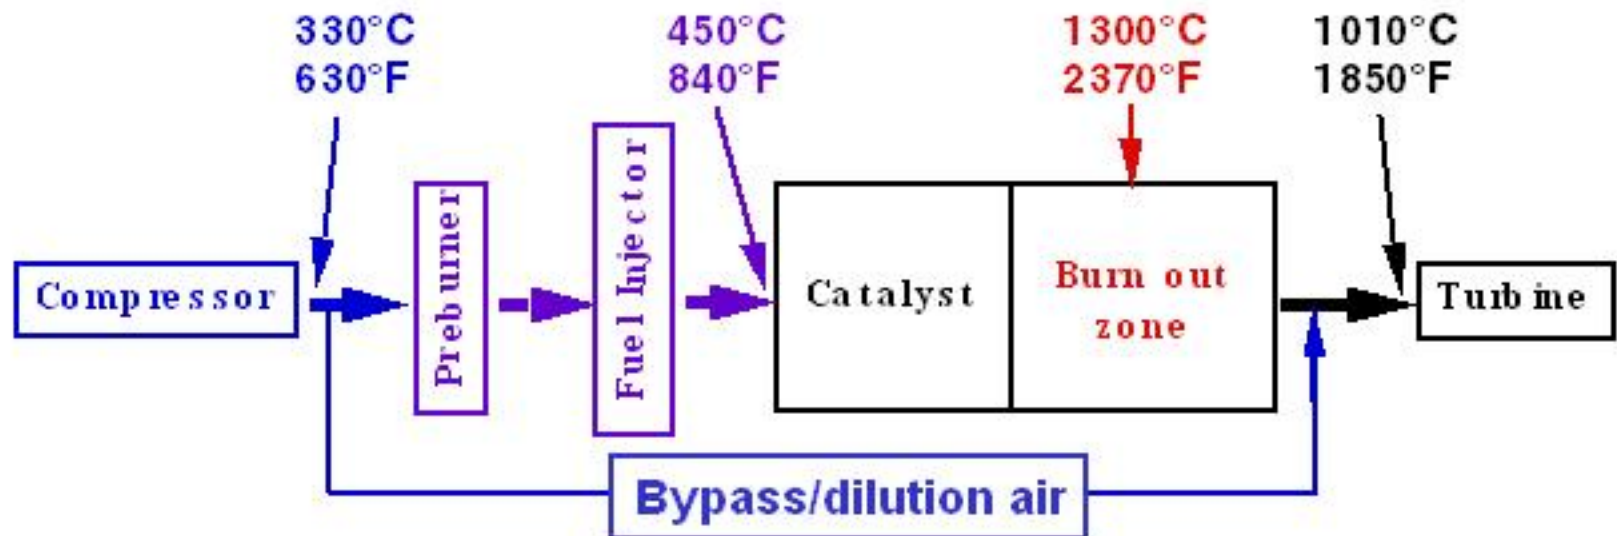 330°C
630°F
450°C
840°F
1300°C
2370°F
1010°C
1850°F
Compressor
Preburner
Fuel Injector
Catalyst
Burn out
zone
Turbine
Bypass/dilution air